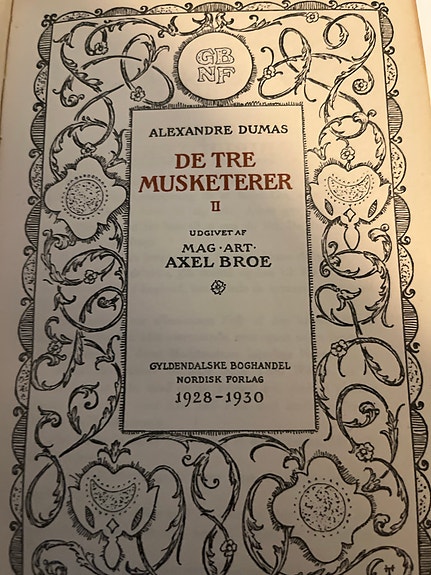 GB
NF
ALEXANDRE DUMAS
DE TRE
MUSKETERER
II
UDGIVET AF
MAG·ART·
AXEL BROE
GYLDENDALSKE BOGHANDEL
NORDISK FORLAG
1928-1930